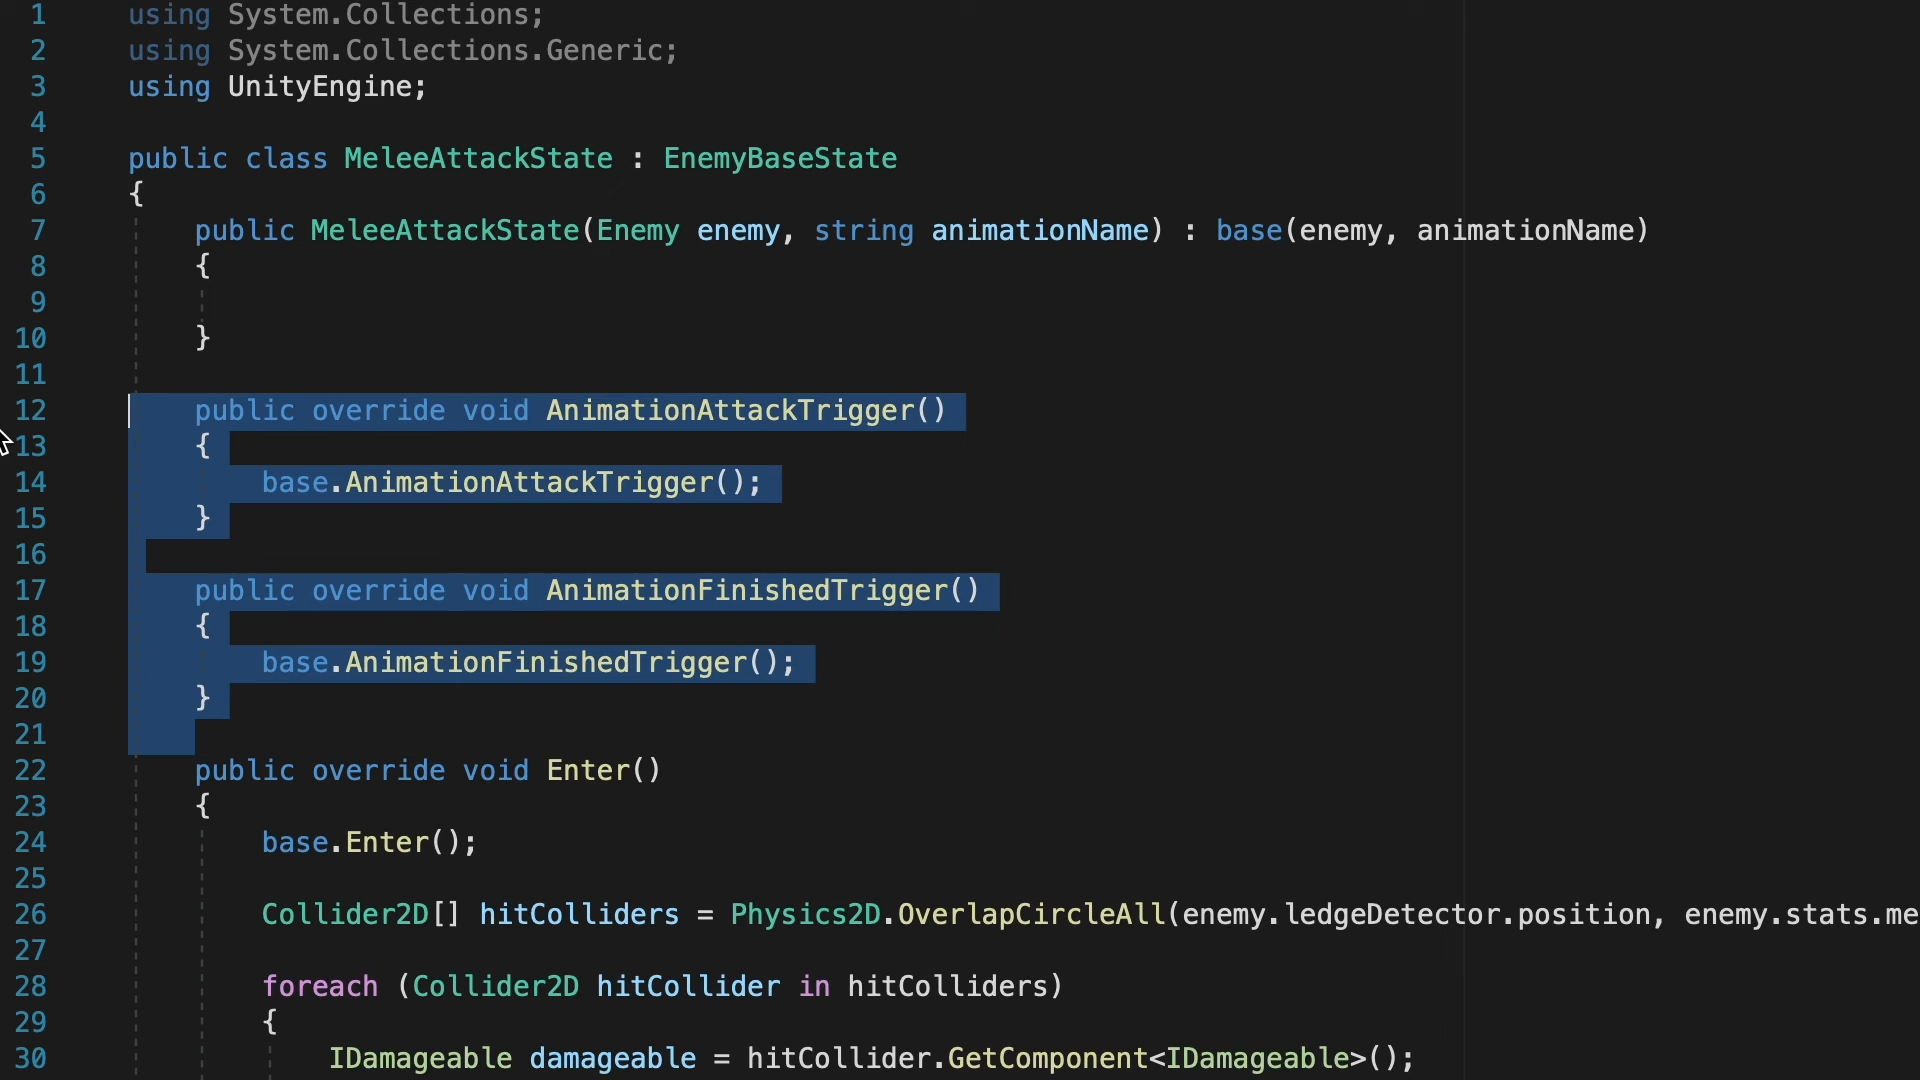 1 using System.Collections;
2 using System.Collections.Generic;
3 using UnityEngine;
4
5 public class MeleeAttackState : EnemyBaseState
6 {
7 public MeleeAttackState(Enemy enemy, string animationName) : base(enemy, animationName)
8 {
9
10 }
11
12 public override void AnimationAttackTrigger()
13 {
14 base.AnimationAttackTrigger();
15 }
16
17 public override void AnimationFinishedTrigger()
18 {
19 base.AnimationFinishedTrigger();
20 }
21
22 public override void Enter()
23 {
24 base.Enter();
25
26 Collider2D[] hitColliders = Physics2D.OverlapCircleAll(enemy.ledgeDetector.position, enemy.stats.me
27
28 foreach (Collider2D hitCollider in hitColliders)
29 {
30 IDamageable damageable = hitCollider.GetComponent<IDamageable>();